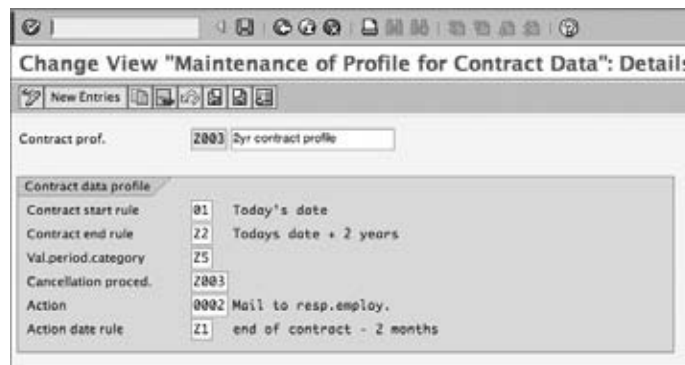 Change View "Maintenance of Profile for Contract Data": Details
New Entries
Contract prof. Z003 2yr contract profile
Contract data profile
Contract start rule 01 Today's date
Contract end rule Z2 Todays date + 2 years
Val.period.category Z5
Cancellation proced. Z003
Action 0002 Mail to resp.employ.
Action date rule Z1 end of contract - 2 months